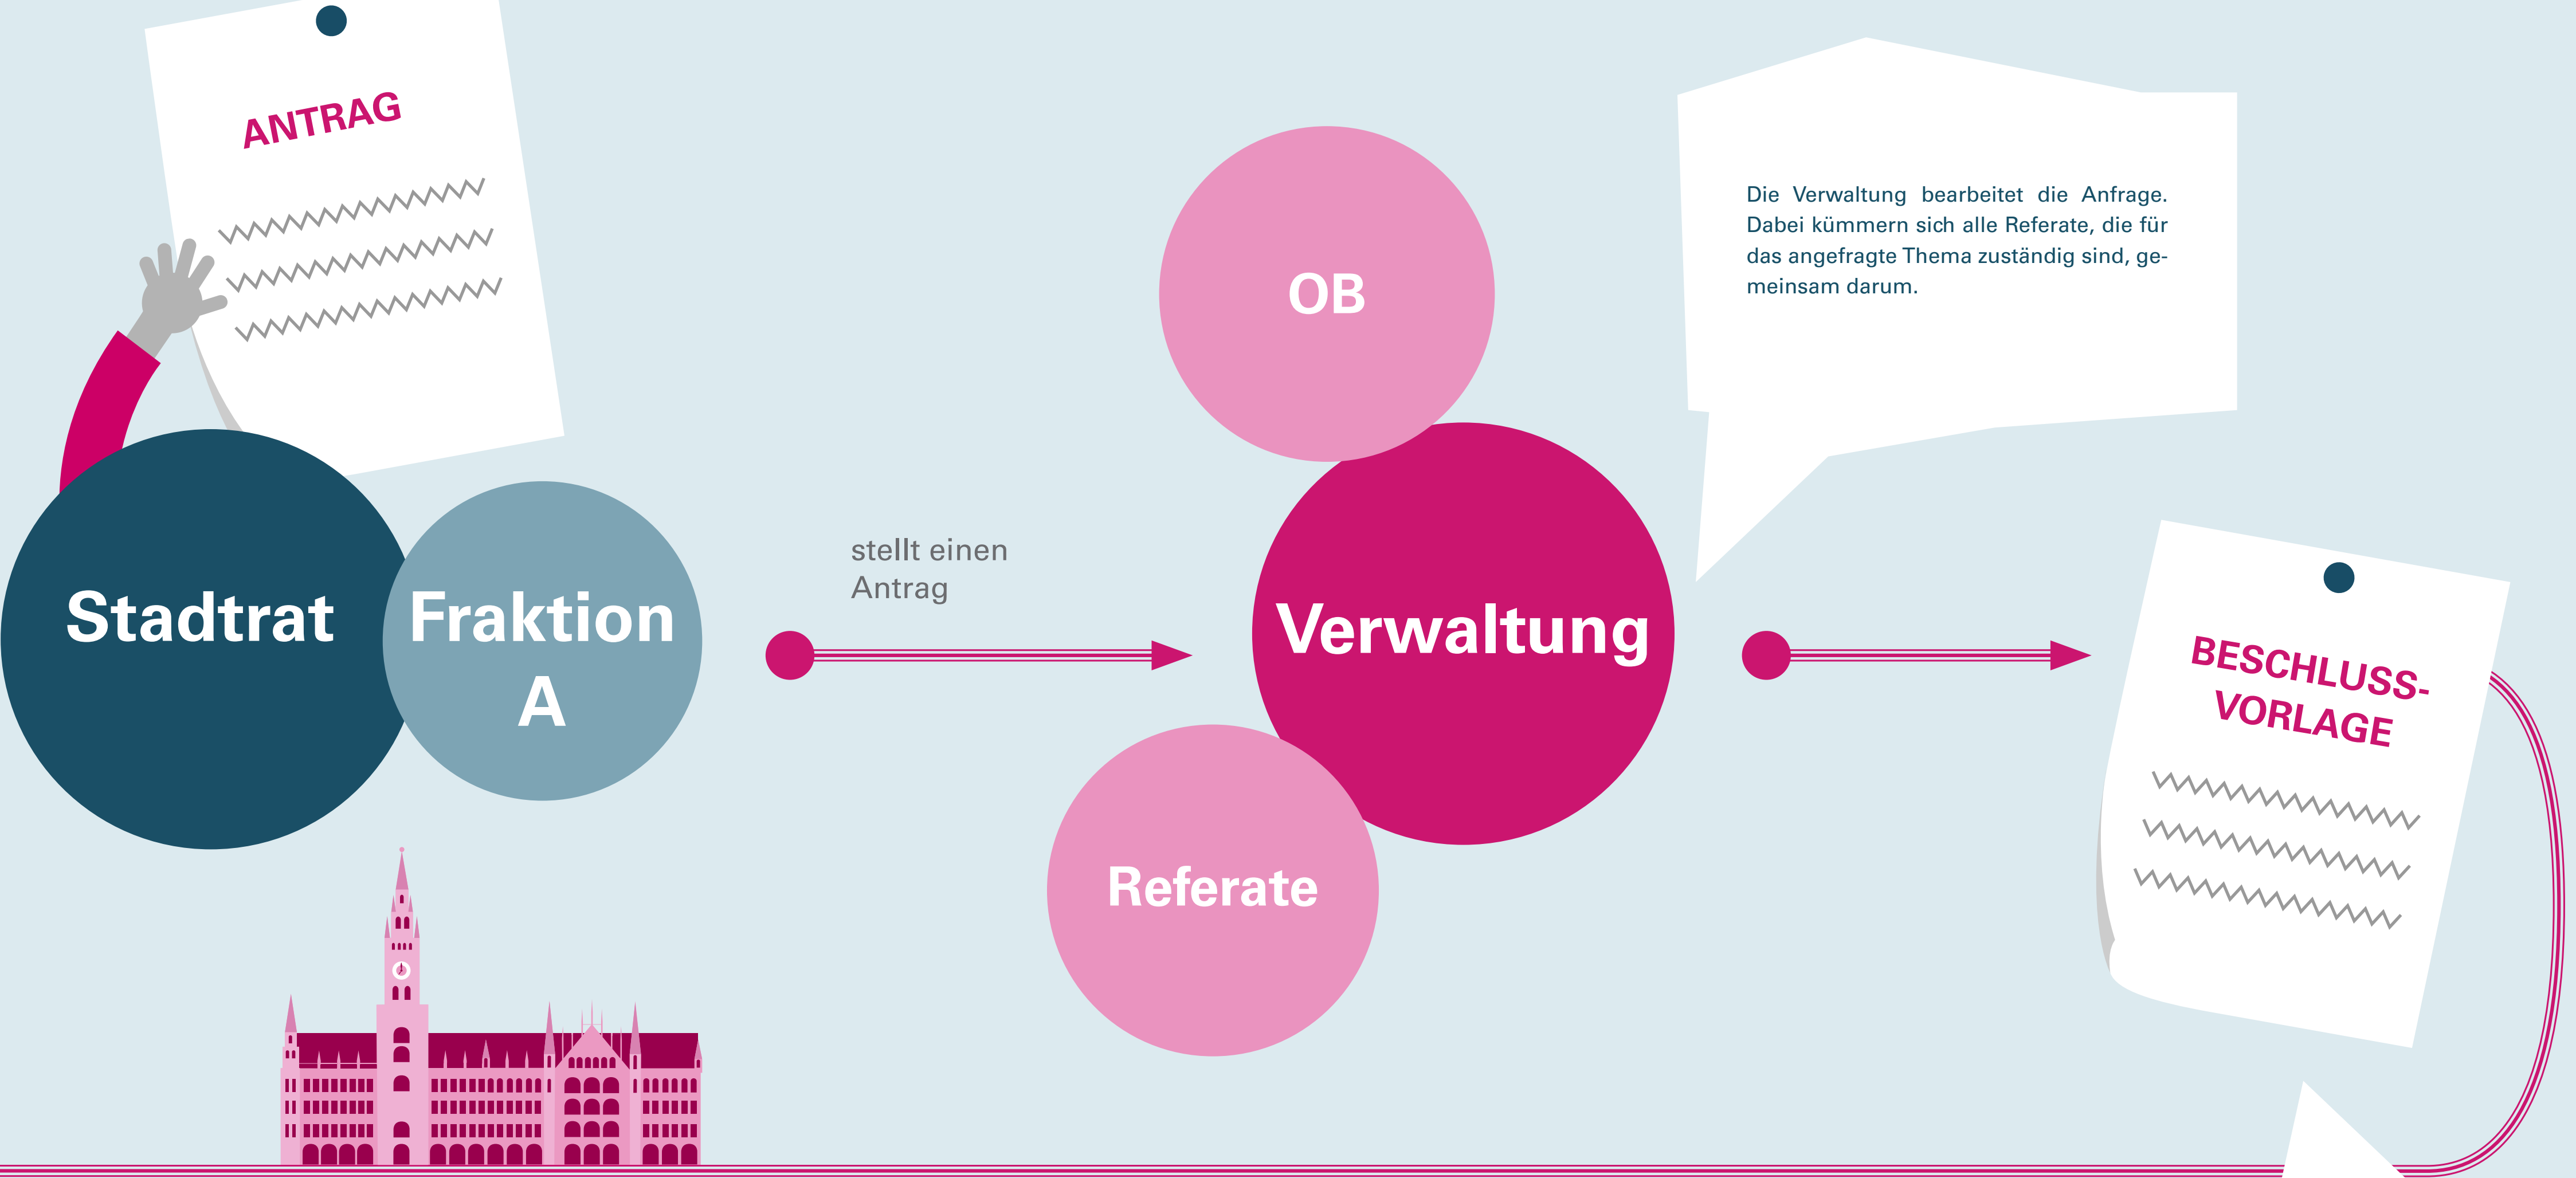 ANTRAG
Stadtrat
Fraktion
A
stellt einen
Antrag
OB
Verwaltung
Referate
Die Verwaltung bearbeitet die Anfrage.
Dabei kümmern sich alle Referate, die für
das angefragte Thema zuständig sind, ge-
meinsam darum.
BESCHLUSS-
VORLAGE